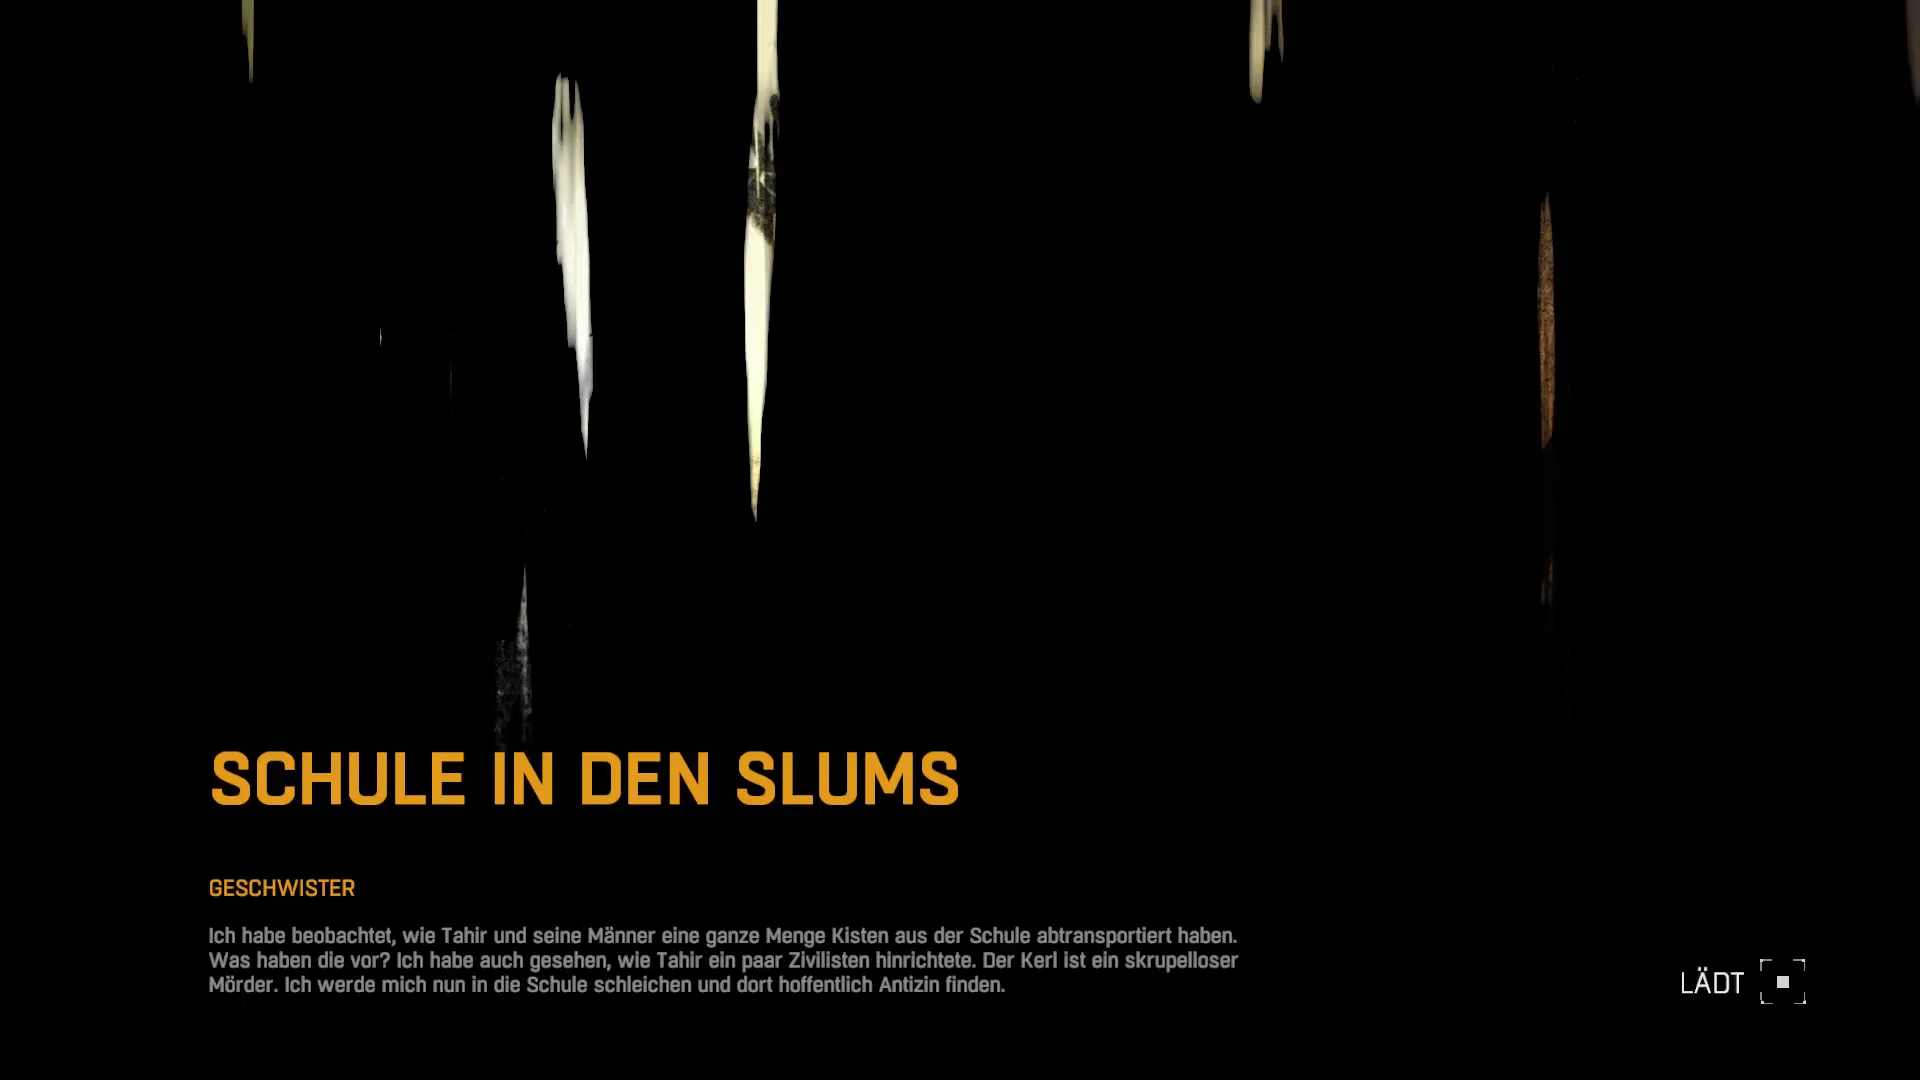 SCHULE IN DEN SLUMS
GESCHWISTER
Ich habe beobachtet, wie Tahir und seine Männer eine ganze Menge Kisten aus der Schule abtransportiert haben.
Was haben die vor? Ich habe auch gesehen, wie Tahir ein paar Zivilisten hinrichtete. Der Kerl ist ein skrupelloser
Mörder. Ich werde mich nun in die Schule schleichen und dort hoffentlich Antizin finden.
LÄDT